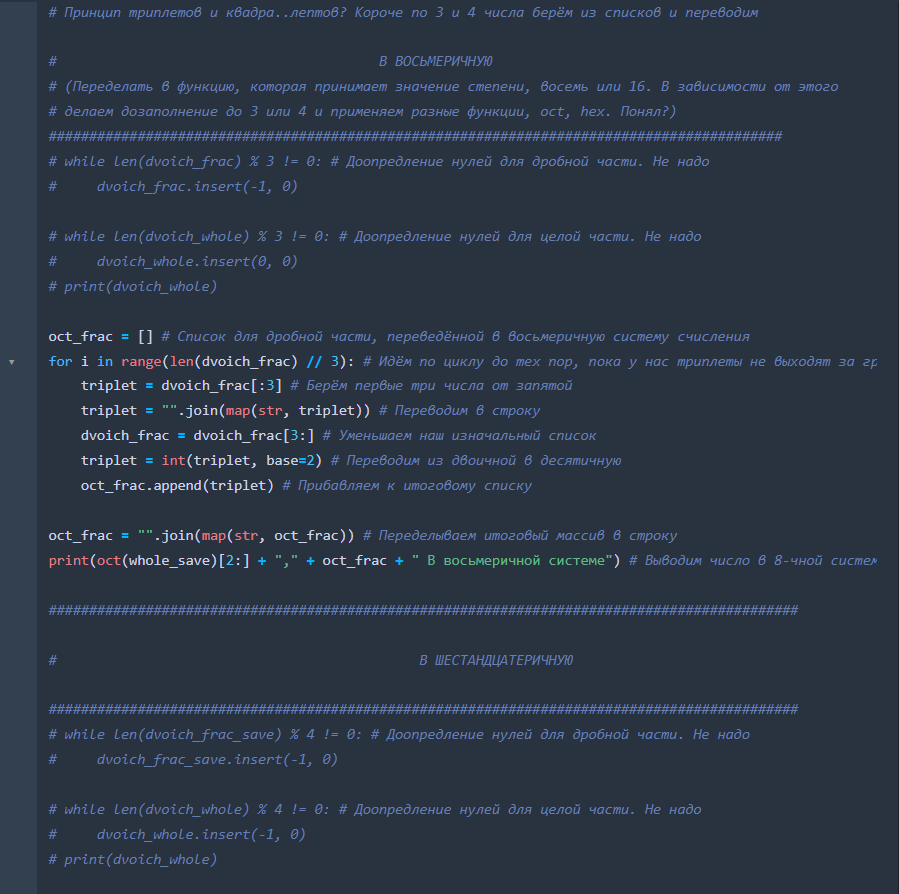 # Принцип триплетов и квадра..лептов? Короче по 3 и 4 числа берём из списков и переводим
# В ВОСЬМЕРИЧНУЮ
# (Переделать в функцию, которая принимает значение степени, восемь или 16. В зависимости от этого
# делаем дозаполнение до 3 или 4 и применяем разные функции, oct, hex. Понял?)
###########################################################################################
# while len(dvoich_frac) % 3 != 0: # Доопредление нулей для дробной части. Не надо
#     dvoich_frac.insert(-1, 0)
# while len(dvoich_whole) % 3 != 0: # Доопредление нулей для целой части. Не надо
#     dvoich_whole.insert(0, 0)
# print(dvoich_whole)
oct_frac = [] # Список для дробной части, переведённой в восьмеричную систему счисления
for i in range(len(dvoich_frac) // 3): # Идём по циклу до тех пор, пока у нас триплеты не выходят за гр
    triplet = dvoich_frac[:3] # Берём первые три числа от запятой
    triplet = "".join(map(str, triplet)) # Переводим в строку
    dvoich_frac = dvoich_frac[3:] # Уменьшаем наш изначальный список
    triplet = int(triplet, base=2) # Переводим из двоичной в десятичную
    oct_frac.append(triplet) # Прибавляем к итоговому списку
oct_frac = "".join(map(str, oct_frac)) # Переделываем итоговый массив в строку
print(oct(whole_save)[2:] + "," + oct_frac + " В восьмеричной системе") # Выводим число в 8-чной систем
#############################################################################################
# В ШЕСТАНДЦАТЕРИЧНУЮ
#############################################################################################
# while len(dvoich_frac_save) % 4 != 0: # Доопредление нулей для дробной части. Не надо
#     dvoich_frac_save.insert(-1, 0)
# while len(dvoich_whole) % 4 != 0: # Доопредление нулей для целой части. Не надо
#     dvoich_whole.insert(-1, 0)
# print(dvoich_whole)